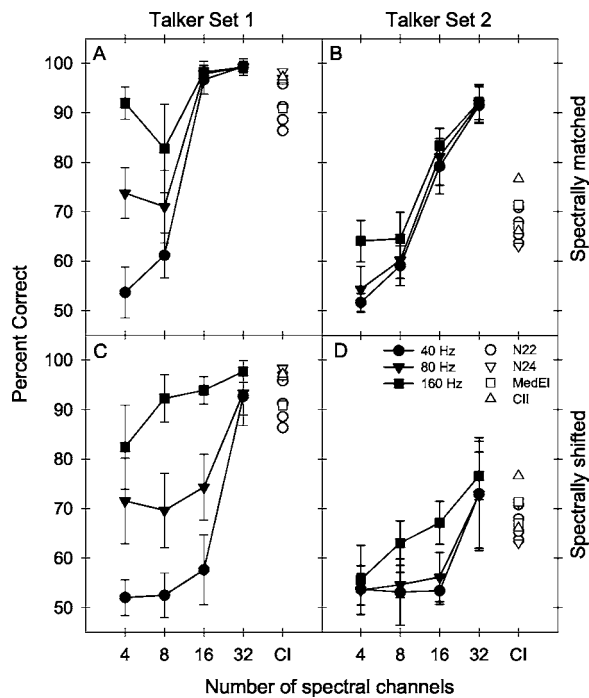 Talker Set 1
Talker Set 2
A
B
100
90
80
70
60
50
Spectrally matched
Percent Correct
C
D
40 Hz
80 Hz
160 Hz
N22
N24
MedEl
CII
100
90
80
70
60
50
Spectrally shifted
4 8 16 32 CI
4 8 16 32 CI
Number of spectral channels